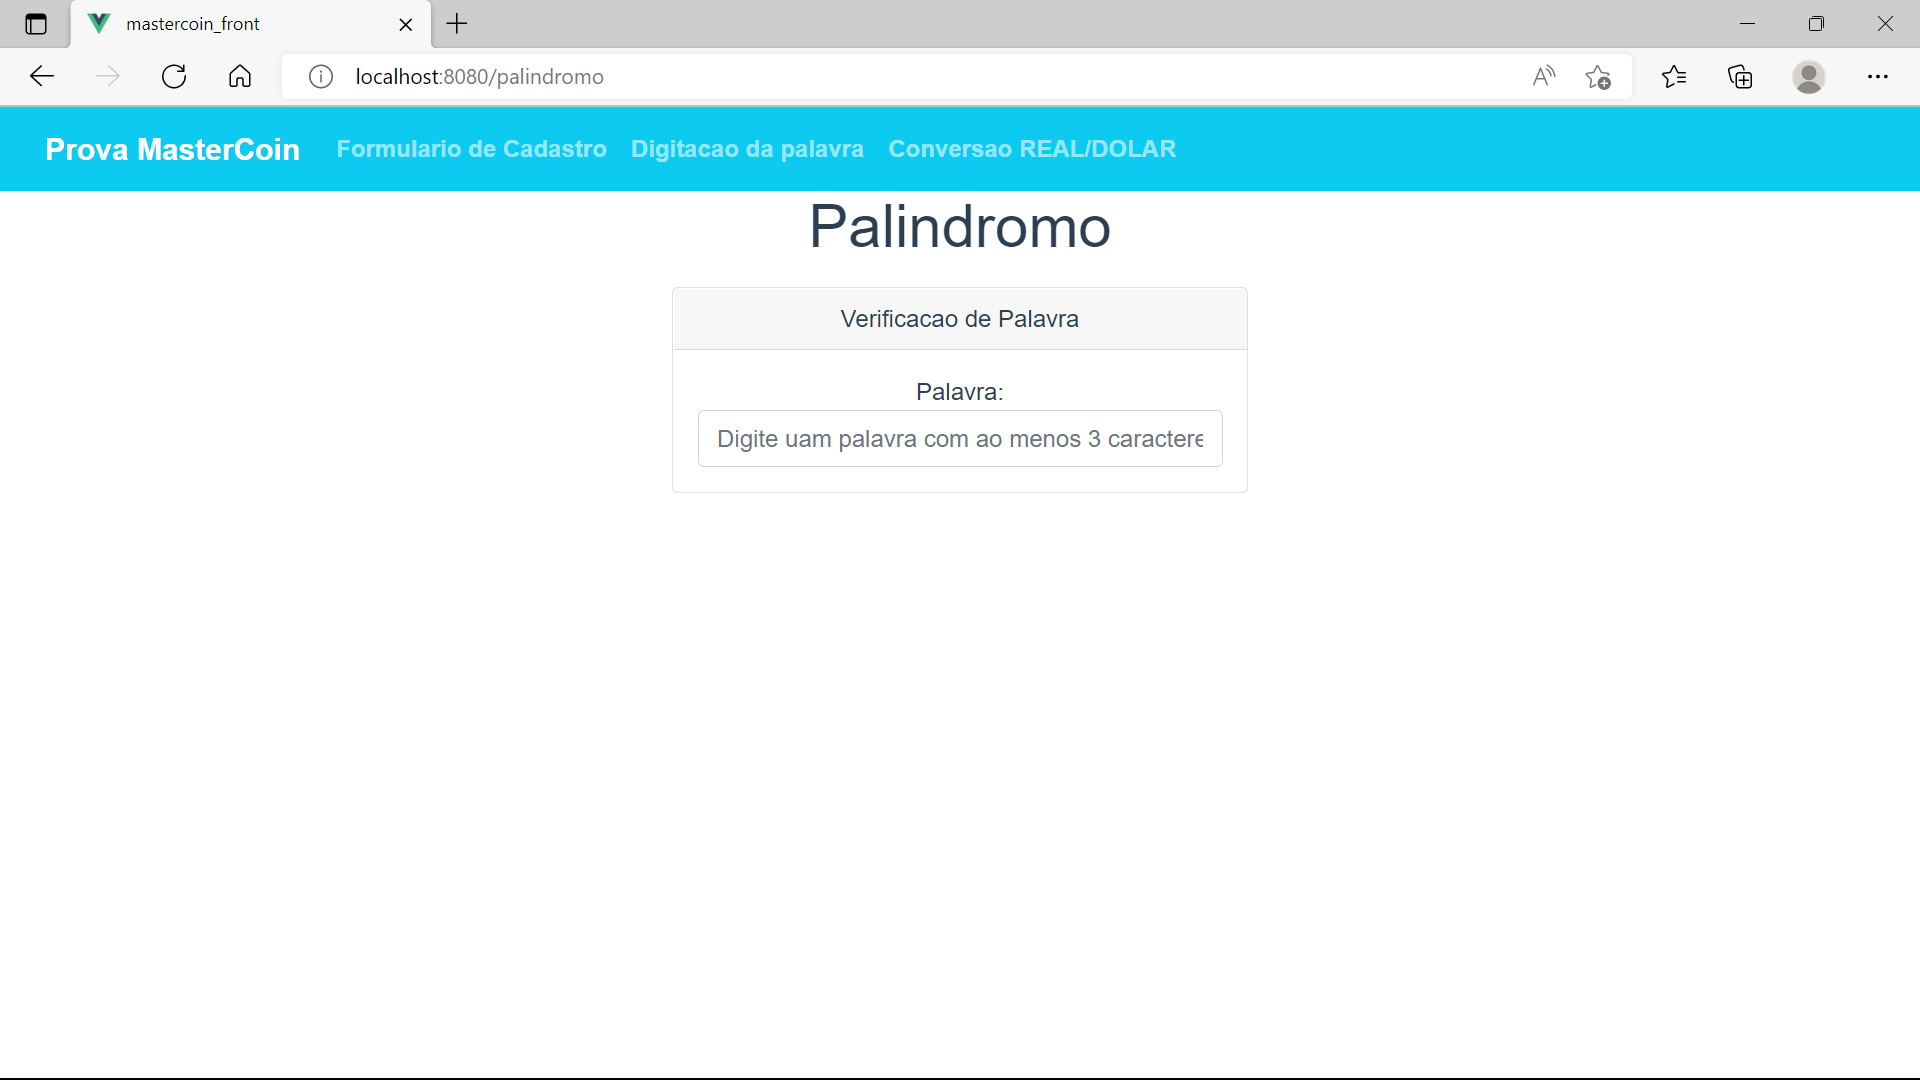 mastercoin_front
localhost:8080/palindromo
Prova MasterCoin Formulario de Cadastro Digitacao da palavra Conversao REAL/DOLAR
Palindromo
Verificacao de Palavra
Palavra:
Digite uam palavra com ao menos 3 caractere